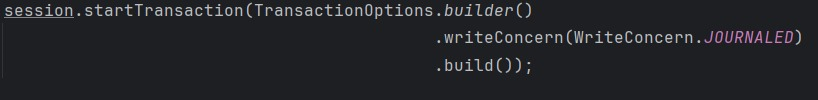 session.startTransaction(TransactionOptions.builder()
.writeConcern(WriteConcern.JOURNALED)
.build());